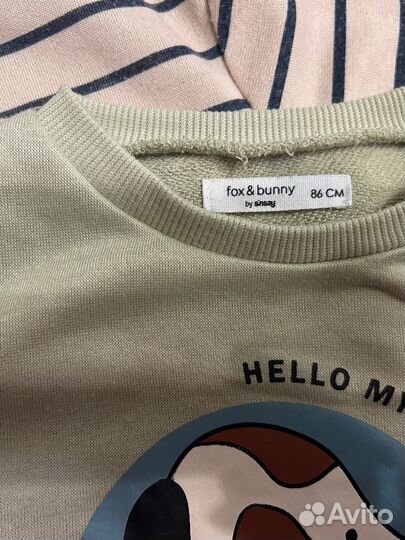 fox & bunny 86 CM
by sinsay
HELLO
Avito